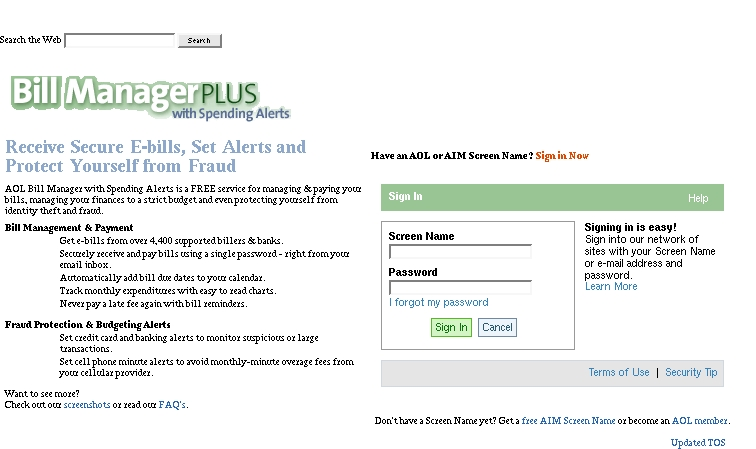 Search the Web Search
Bill Manager PLUS
with Spending Alerts
Receive Secure E-bills, Set Alerts and
Protect Yourself from Fraud
AOL Bill Manager with Spending Alerts is a FREE service for managing & paying your
bills, managing your finances to a strict budget and even protecting yourself from
identity theft and fraud.
Bill Management & Payment
Get e-bills from over 4,400 supported billers & banks.
Securely receive and pay bills using a single password - right from your
email inbox.
Automatically add bill due dates to your calendar.
Track monthly expenditures with easy to read charts.
Never pay a late fee again with bill reminders.
Fraud Protection & Budgeting Alerts
Set credit card and banking alerts to monitor suspicious or large
transactions.
Set cell phone minute alerts to avoid monthly-minute overage fees from
your cellular provider.
Want to see more?
Check out our screenshots or read our FAQ's.
Have an AOL or AIM Screen Name? Sign in Now
Sign In Help
Screen Name
Password
I forgot my password
Sign In Cancel
Signing in is easy!
Sign into our network of
sites with your Screen Name
or e-mail address and
password.
Learn More
Terms of Use | Security Tip
Don't have a Screen Name yet? Get a free AIM Screen Name or become an AOL member.
Updated TOS